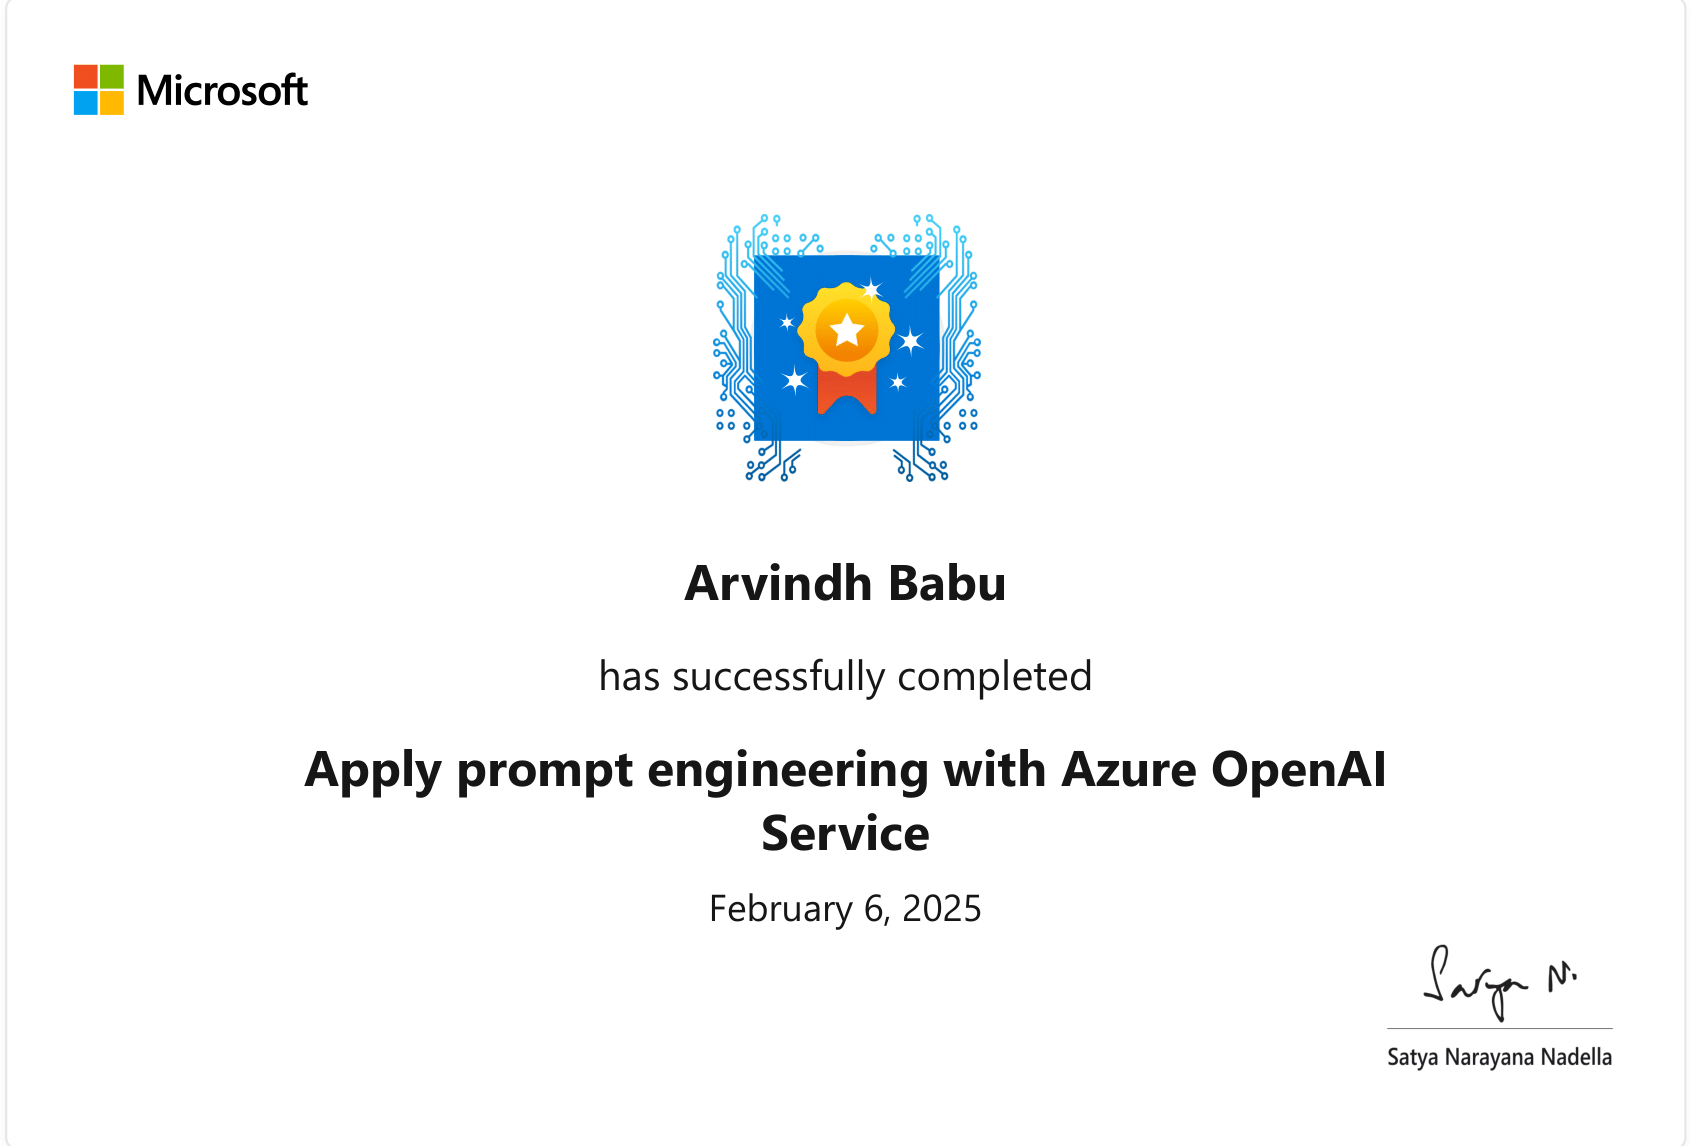 Microsoft
Arvindh Babu
has successfully completed
Apply prompt engineering with Azure OpenAI
Service
February 6, 2025
Satya N.
Satya Narayana Nadella